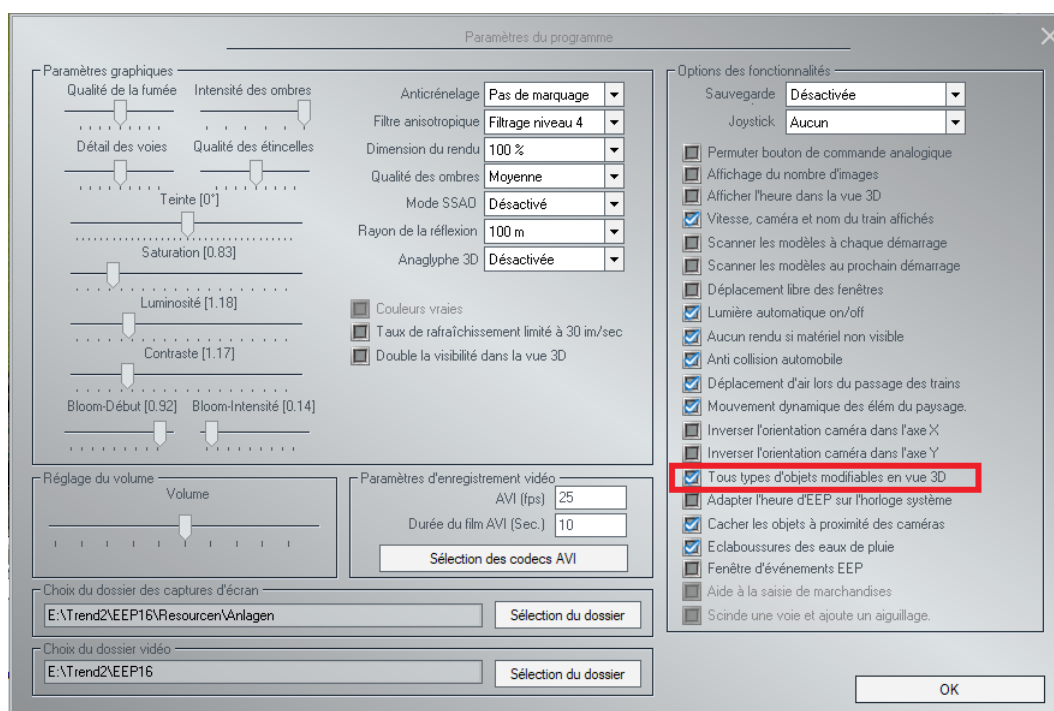 Paramètres du programme
Paramètres graphiques
Qualité de la fumée
Intensité des ombres
Détail des voies
Qualité des étincelles
Teinte [0°]
Saturation [0.83]
Luminosité [1.18]
Contraste [1.17]
Bloom-Début [0.92]
Bloom-Intensité [0.14]
Anticrénelage Pas de marquage
Filtre anisotropique Filtrage niveau 4
Dimension du rendu 100 %
Qualité des ombres Moyenne
Mode SSAO Désactivé
Rayon de la réflexion 100 m
Anaglyphe 3D Désactivée
Couleurs vraies
Taux de rafraîchissement limité à 30 im/sec
Double la visibilité dans la vue 3D
Réglage du volume
Volume
Paramètres d'enregistrement vidéo
AVI (fps) 25
Durée du film AVI (Sec.) 10
Sélection des codecs AVI
Choix du dossier des captures d'écran
E:\Trend2\EEP16\Resourcen\Anlagen
Sélection du dossier
Choix du dossier vidéo
E:\Trend2\EEP16
Sélection du dossier
Options des fonctionnalités
Sauvegarde Désactivée
Joystick Aucun
Permuter bouton de commande analogique
Affichage du nombre d'images
Afficher l'heure dans la vue 3D
Vitesse, caméra et nom du train affichés
Scanner les modèles à chaque démarrage
Scanner les modèles au prochain démarrage
Déplacement libre des fenêtres
Lumière automatique on/off
Aucun rendu si matériel non visible
Anti collision automobile
Déplacement d'air lors du passage des trains
Mouvement dynamique des élém du paysage.
Inverser l'orientation caméra dans l'axe X
Inverser l'orientation caméra dans l'axe Y
Tous types d'objets modifiables en vue 3D
Adapter l'heure d'EEP sur l'horloge système
Cacher les objets à proximité des caméras
Eclaboussures des eaux de pluie
Fenêtre d'événements EEP
Aide à la saisie de marchandises
Scinde une voie et ajoute un aiguillage.
OK